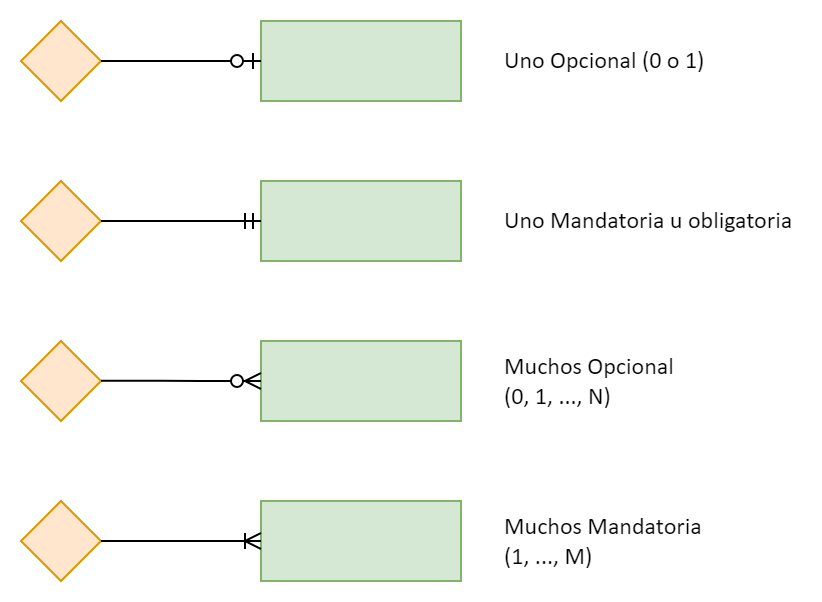 Uno Opcional (0 o 1)
Uno Mandatoria u obligatoria
Muchos Opcional
(0, 1, ..., N)
Muchos Mandatoria
(1, ..., M)